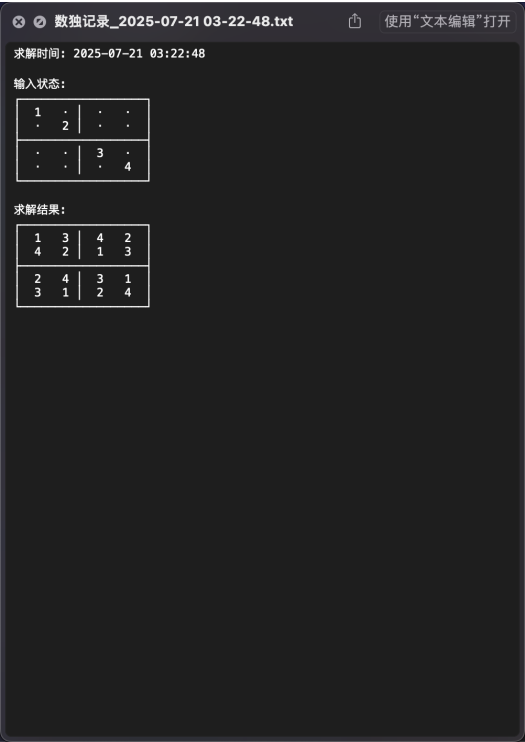 数独记录_2025-07-21 03-22-48.txt
使用“文本编辑”打开
求解时间: 2025-07-21 03:22:48
输入状态:
1 · | · ·
· 2 | · ·
· · | 3 ·
· · | · 4
求解结果:
1 3 | 4 2
4 2 | 1 3
2 4 | 3 1
3 1 | 2 4